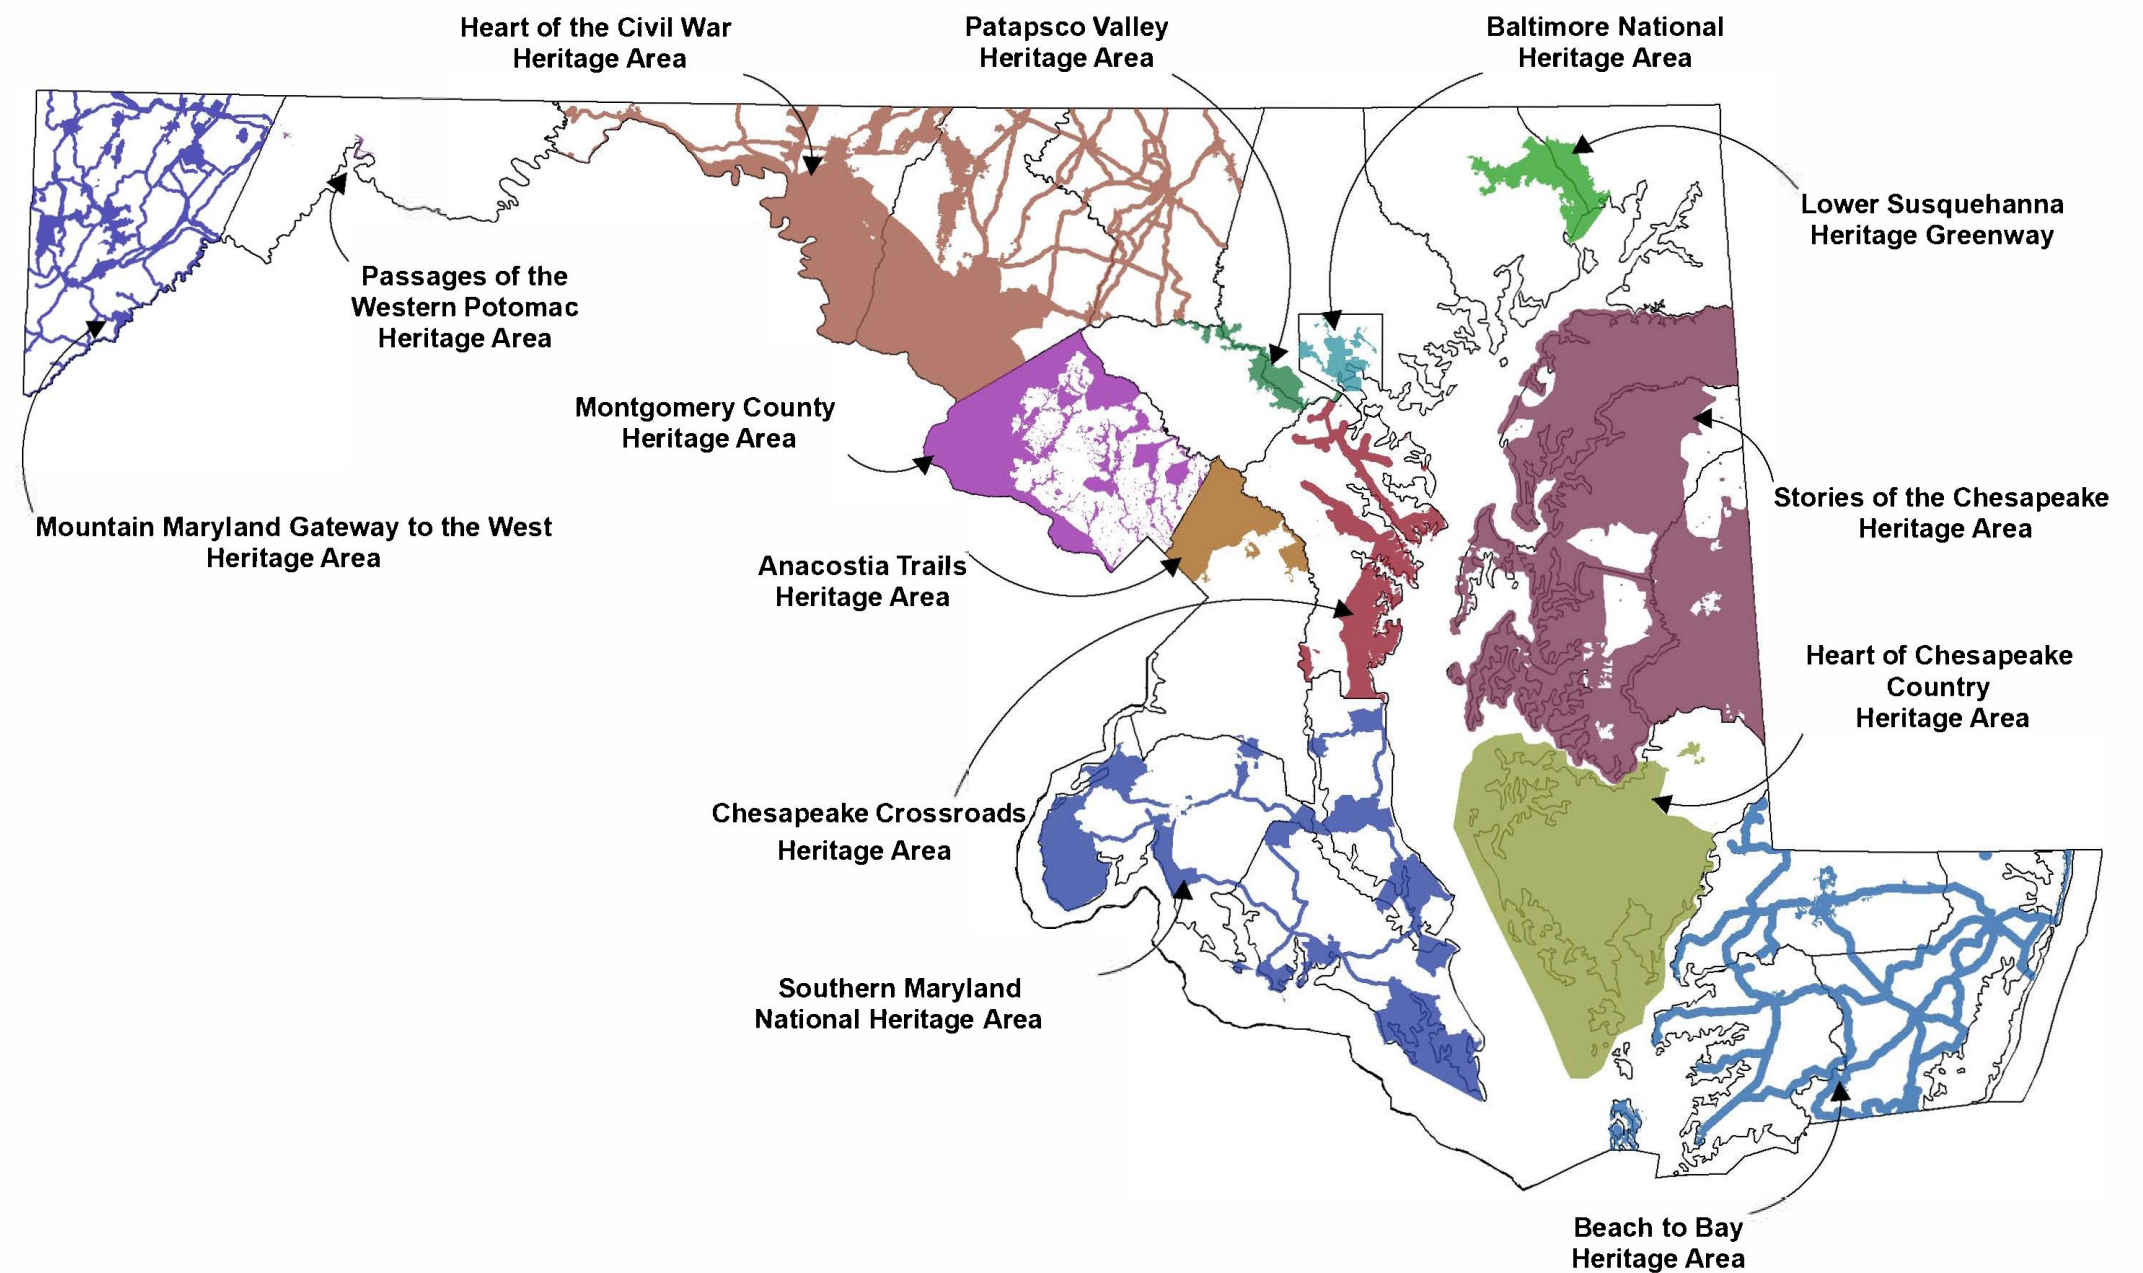 Heart of the Civil War
Heritage Area
Patapsco Valley
Heritage Area
Baltimore National
Heritage Area
Lower Susquehanna
Heritage Greenway
Passages of the
Western Potomac
Heritage Area
Montgomery County
Heritage Area
Stories of the Chesapeake
Heritage Area
Mountain Maryland Gateway to the West
Heritage Area
Anacostia Trails
Heritage Area
Heart of Chesapeake
Country
Heritage Area
Chesapeake Crossroads
Heritage Area
Southern Maryland
National Heritage Area
Beach to Bay
Heritage Area